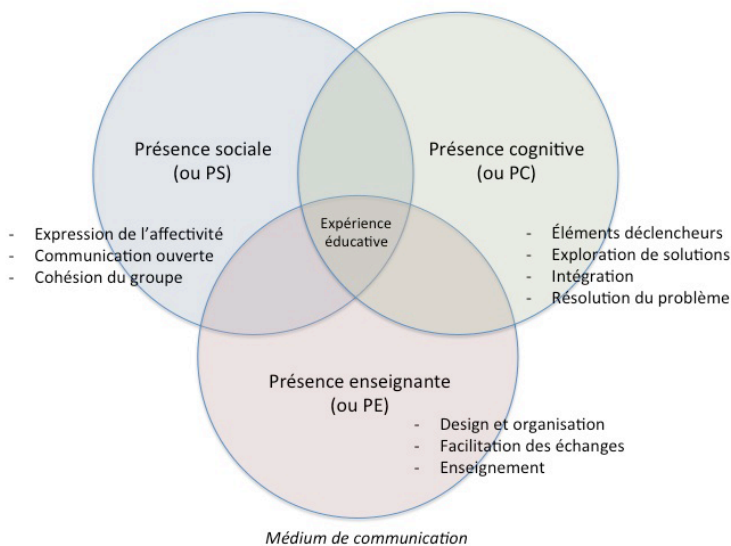 Présence sociale
(ou PS)
- Expression de l'affectivité
- Communication ouverte
- Cohésion du groupe
Présence cognitive
(ou PC)
- Éléments déclencheurs
- Exploration de solutions
- Intégration
- Résolution du problème
Expérience
éducative
Présence enseignante
(ou PE)
- Design et organisation
- Facilitation des échanges
- Enseignement
Médium de communication